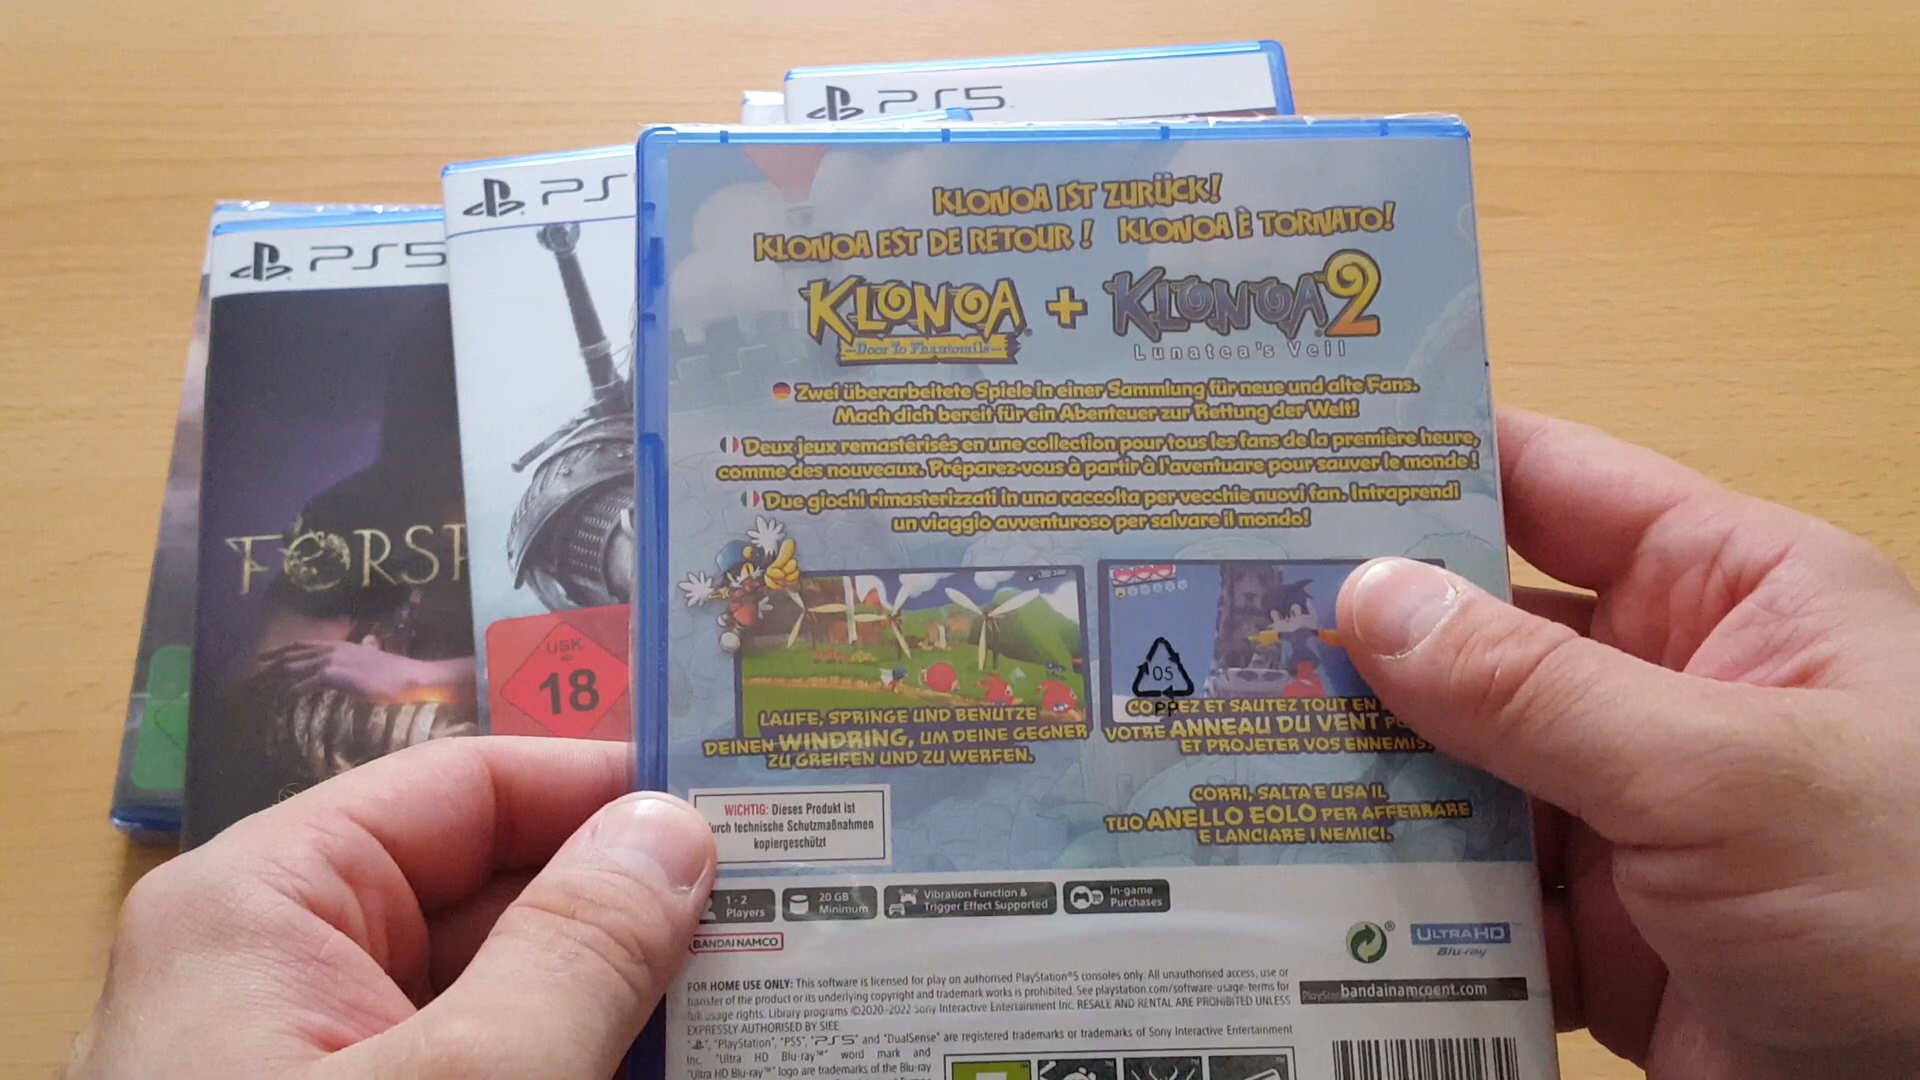 PS5
PS
PS5
FORSP
USK
ab
18
KLONOA IST ZURÜCK!
KLONOA EST DE RETOUR ! KLONOA È TORNATO!
KLONOA + KLONOA 2
Door To Phantomile
Lunatea's Veil
Zwei überarbeitete Spiele in einer Sammlung für neue und alte Fans.
Mach dich bereit für ein Abenteuer zur Rettung der Welt!
Deux jeux remastérisés en une collection pour tous les fans de la première heure,
comme des nouveaux. Préparez-vous à partir à l'aventuare pour sauver le monde !
Due giochi rimasterizzati in una raccolta per vecchie nuovi fan. Intraprendi
un viaggio avventuroso per salvare il mondo!
LAUFE, SPRINGE UND BENUTZE
DEINEN WINDRING, UM DEINE GEGNER
ZU GREIFEN UND ZU WERFEN.
05
PP
ET SAUTEZ TOUT EN
VOTRE ANNEAU DU VENT
ET PROJETER VOS ENNEMIS.
CORRI, SALTA E USA IL
TUO ANELLO EOLO PER AFFERRARE
E LANCIARE I NEMICI.
WICHTIG: Dieses Produkt ist
urch technische Schutzmaßnahmen
kopiergeschützt
1 - 2
Players
20 GB
Minimum
Vibration Function &
Trigger Effect Supported
In-game
Purchases
BANDAI NAMCO
ULTRA HD
Blu-ray
bandainamcoent.com
FOR HOME USE ONLY: This software is licensed for play on authorised PlayStation®5 consoles only. All unauthorised access, use or
transfer of the product or its underlying copyright and trademark works is prohibited. See playstation.com/software-usage-terms for
full usage rights. Library programs ©2020-2022 Sony Interactive Entertainment Inc. RESALE AND RENTAL ARE PROHIBITED UNLESS
EXPRESSLY AUTHORISED BY SIEE.
"PlayStation", "PS5", "PS5" and "DualSense" are registered trademarks or trademarks of Sony Interactive Entertainment
Inc. "Ultra HD Blu-ray™" word mark and
"Ultra HD Blu-ray™" logo are trademarks of the Blu-ray